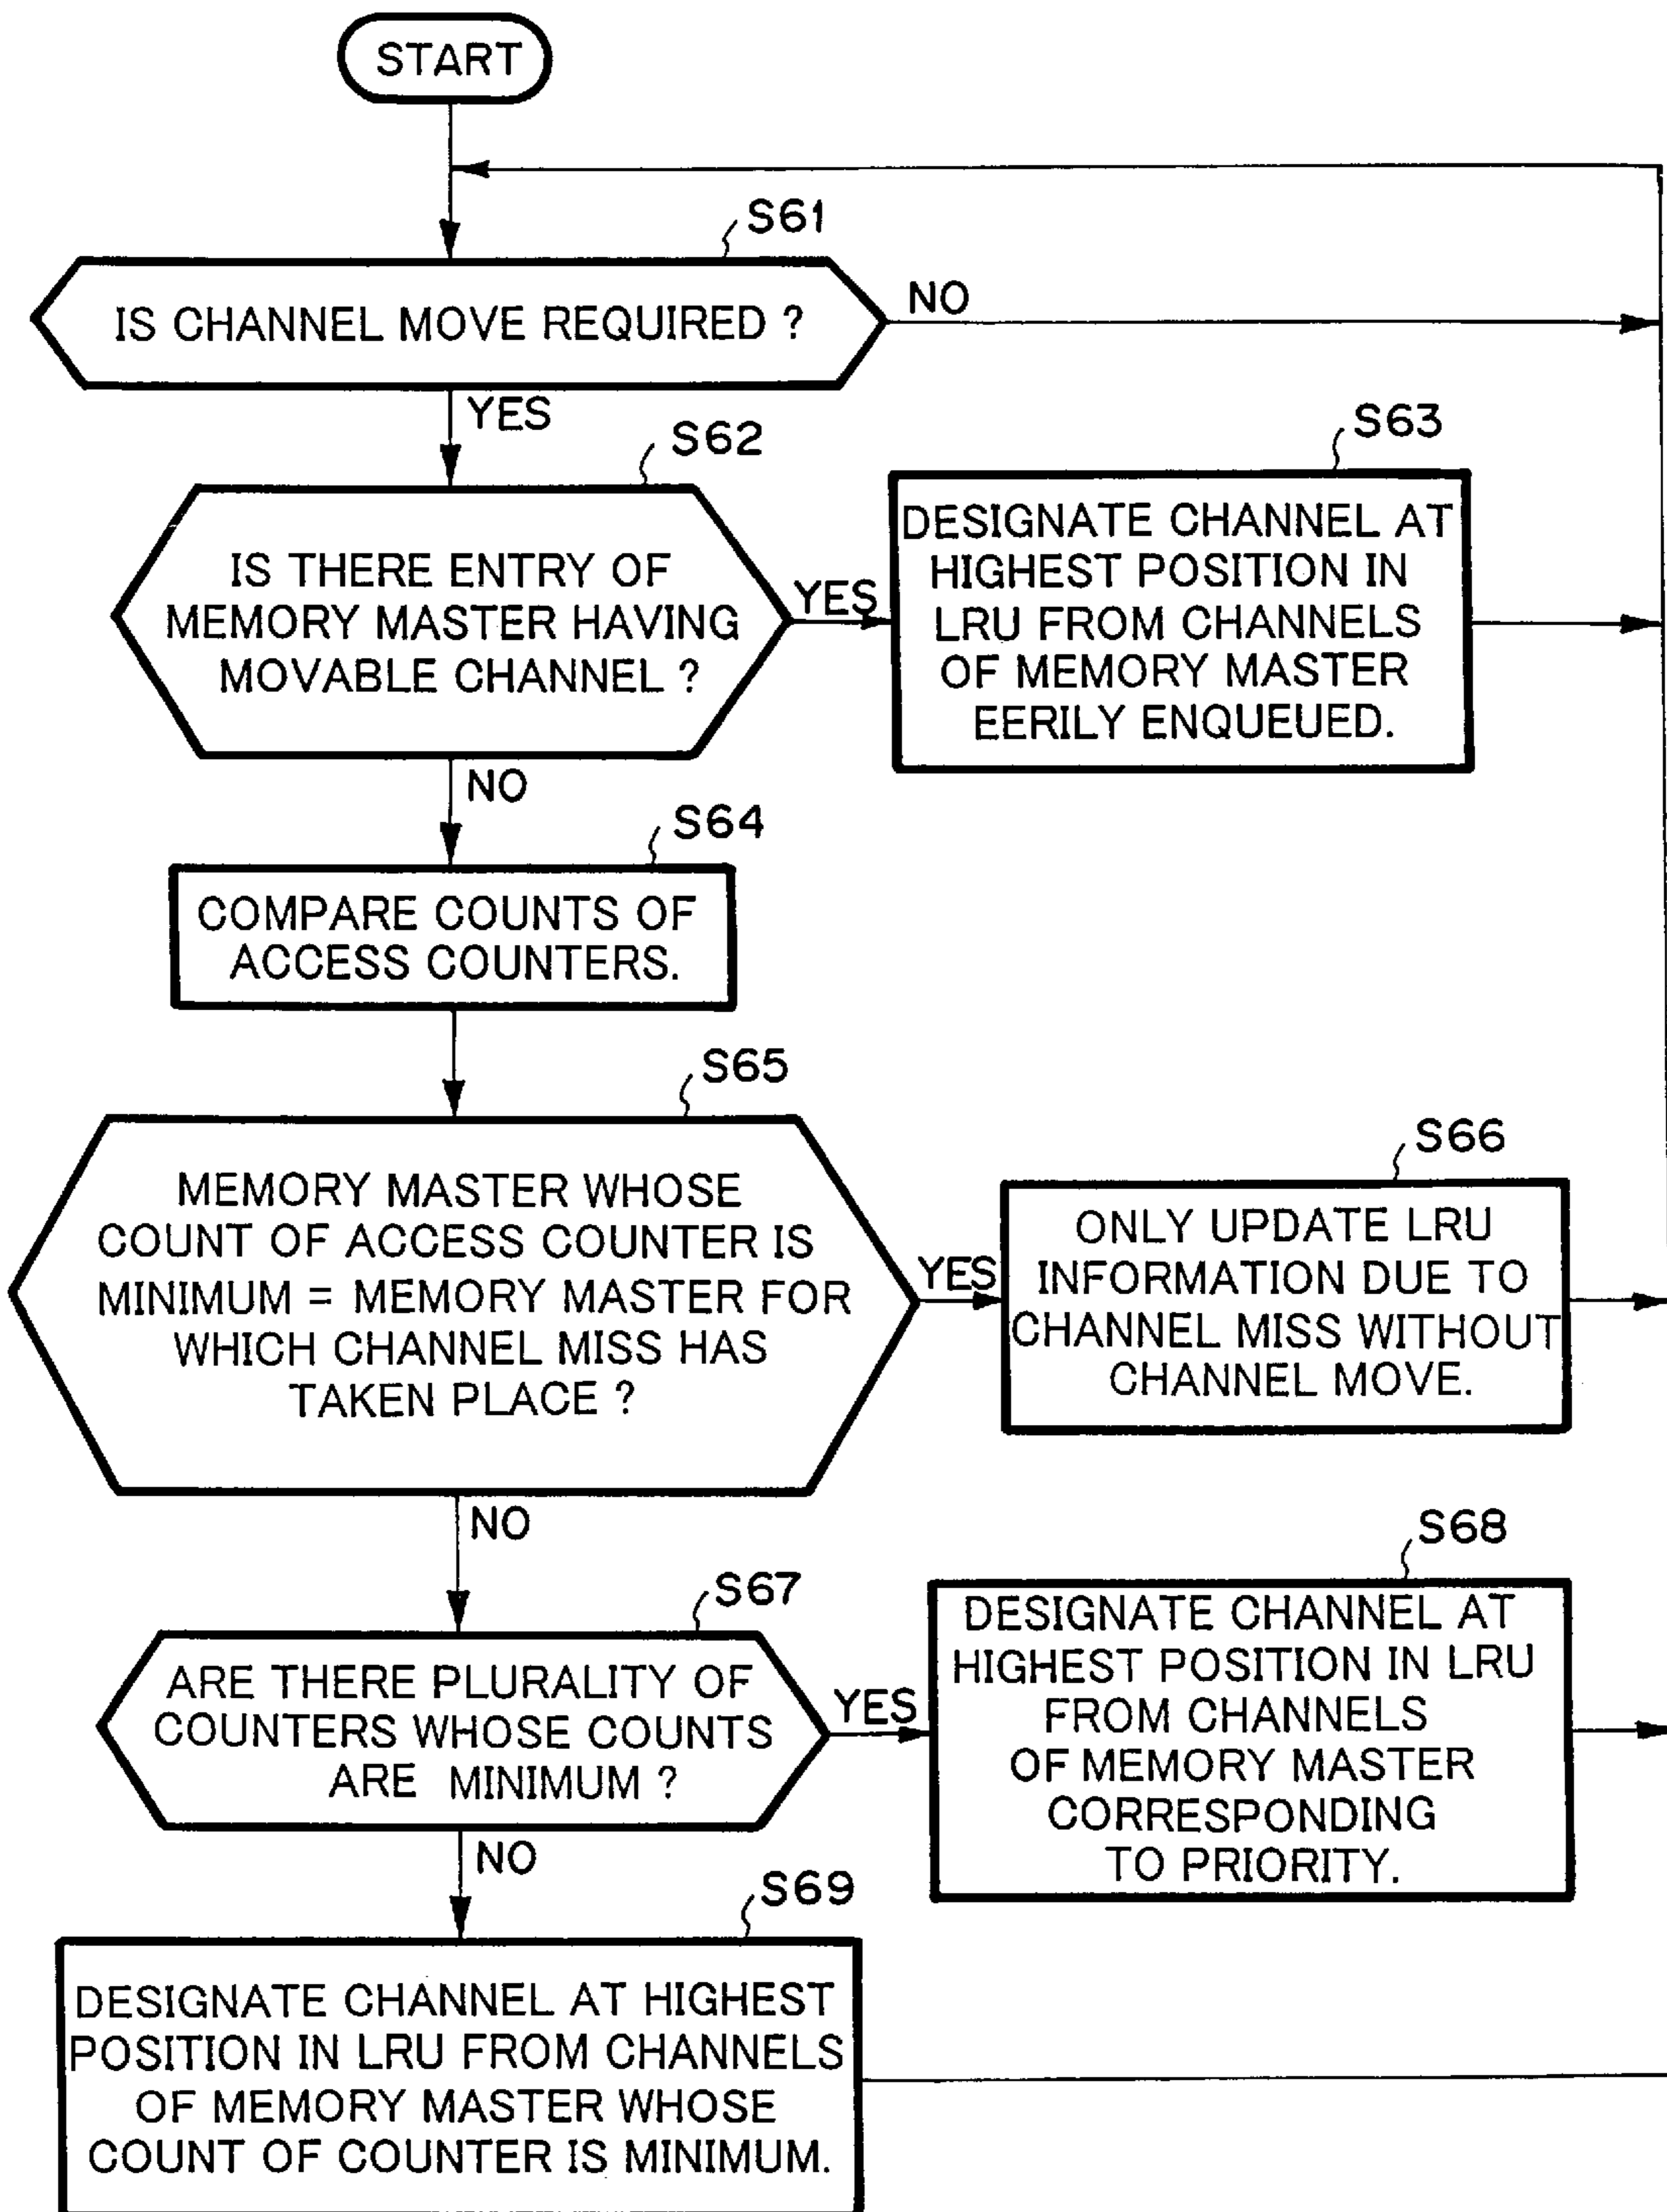 START
S61
IS CHANNEL MOVE REQUIRED ?
NO
YES
S62
IS THERE ENTRY OF
MEMORY MASTER HAVING
MOVABLE CHANNEL ?
YES
S63
DESIGNATE CHANNEL AT
HIGHEST POSITION IN
LRU FROM CHANNELS
OF MEMORY MASTER
EERILY ENQUEUED.
NO
S64
COMPARE COUNTS OF
ACCESS COUNTERS.
S65
MEMORY MASTER WHOSE
COUNT OF ACCESS COUNTER IS
MINIMUM = MEMORY MASTER FOR
WHICH CHANNEL MISS HAS
TAKEN PLACE ?
YES
S66
ONLY UPDATE LRU
INFORMATION DUE TO
CHANNEL MISS WITHOUT
CHANNEL MOVE.
NO
S67
ARE THERE PLURALITY OF
COUNTERS WHOSE COUNTS
ARE MINIMUM ?
YES
S68
DESIGNATE CHANNEL AT
HIGHEST POSITION IN LRU
FROM CHANNELS
OF MEMORY MASTER
CORRESPONDING
TO PRIORITY.
NO
S69
DESIGNATE CHANNEL AT HIGHEST
POSITION IN LRU FROM CHANNELS
OF MEMORY MASTER WHOSE
COUNT OF COUNTER IS MINIMUM.